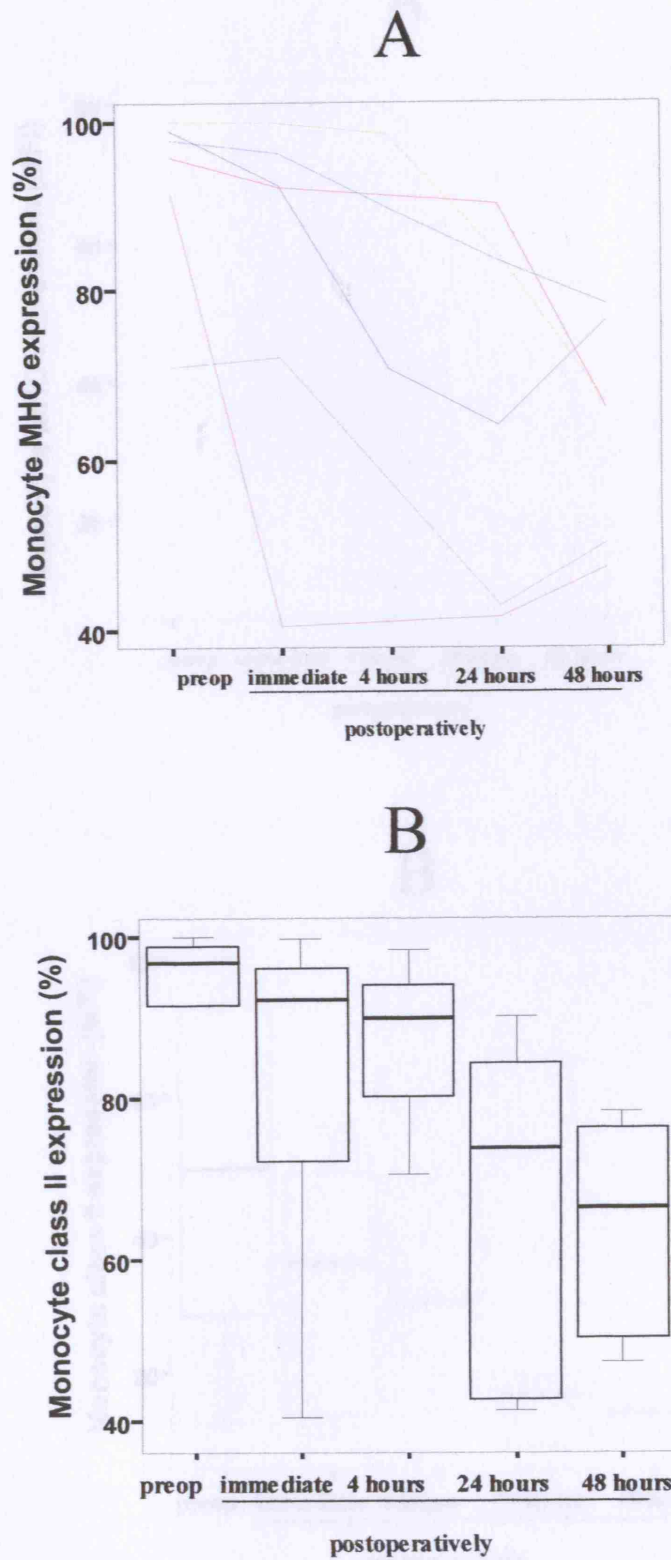 A
Monocyte MHC expression (%)
100
80
60
40
preop immediate 4 hours 24 hours 48 hours
postoperatively
B
Monocyte class II expression (%)
100
80
60
40
preop immediate 4 hours 24 hours 48 hours
postoperatively